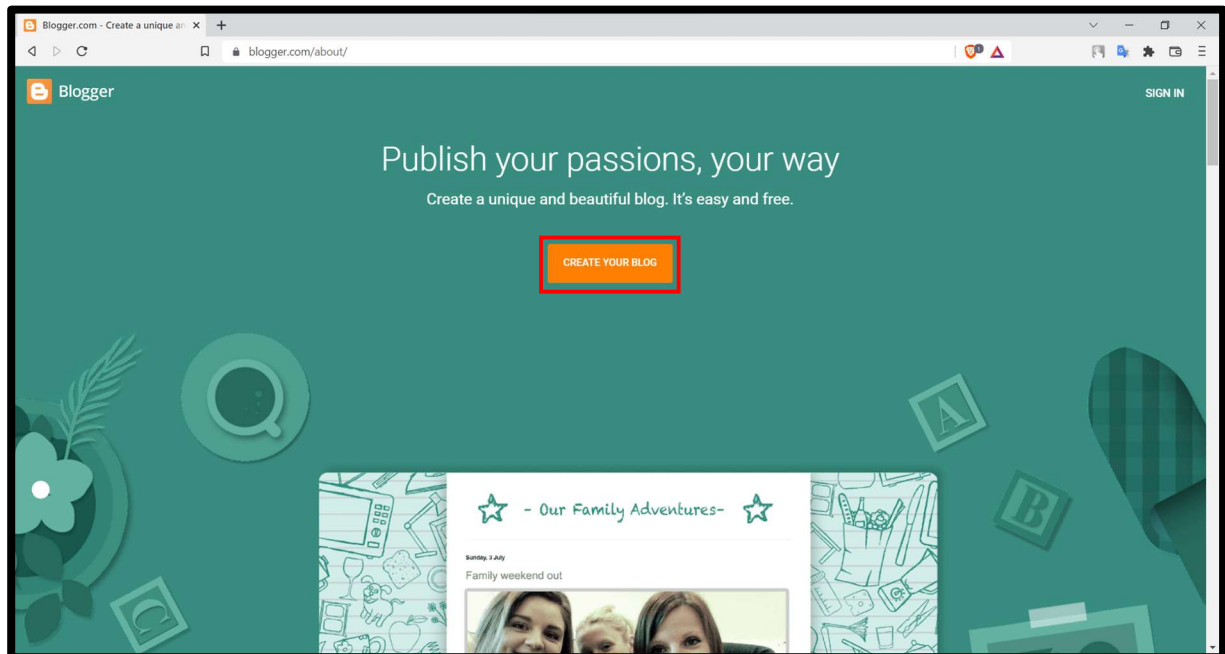 Blogger.com - Create a unique an
blogger.com/about/
Blogger
SIGN IN
Publish your passions, your way
Create a unique and beautiful blog. It's easy and free.
CREATE YOUR BLOG
A
B
C
- Our Family Adventures-
Sunday, 3 July
Family weekend out